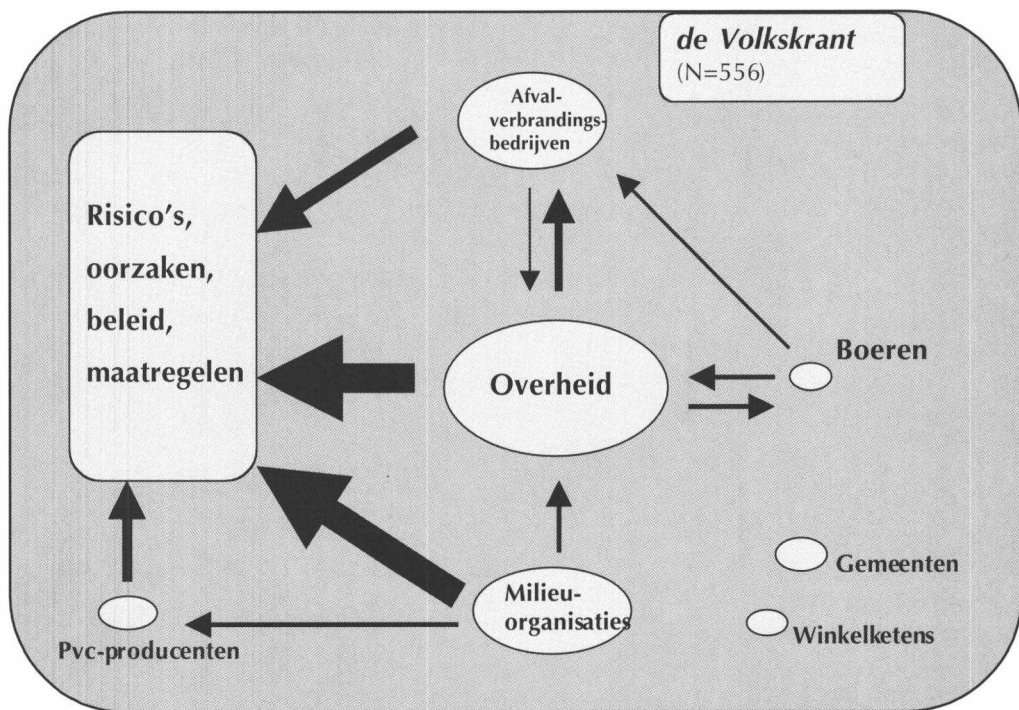 de Volkskrant
(N=556)
Afval-
verbrandings-
bedrijven
Risico's,
oorzaken,
beleid,
maatregelen
Overheid
Boeren
Milieu-
organisaties
Gemeenten
Winkelketens
Pvc-producenten